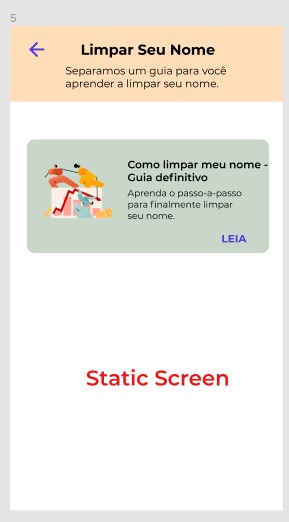 5
Limpar Seu Nome
Separamos um guia para você
aprender a limpar seu nome.
Como limpar meu nome -
Guia definitivo
Aprenda o passo-a-passo
para finalmente limpar
seu nome.
LEIA
Static Screen